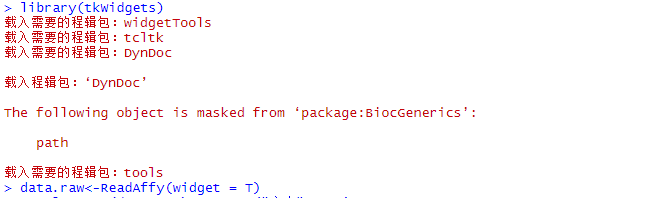 > library(tkWidgets)
载入需要的程辑包：widgetTools
载入需要的程辑包：tcltk
载入需要的程辑包：DynDoc
载入程辑包：‘DynDoc’
The following object is masked from ‘package:BiocGenerics’:
path
载入需要的程辑包：tools
> data.raw<-ReadAffy(widget = T)